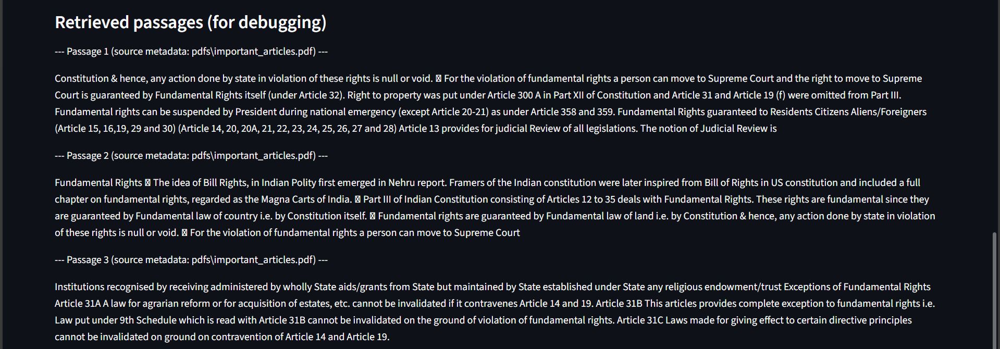 Retrieved passages (for debugging)
--- Passage 1 (source metadata: pdfs\important_articles.pdf) ---
Constitution & hence, any action done by state in violation of these rights is null or void.  For the violation of fundamental rights a person can move to Supreme Court and the right to move to Supreme
Court is guaranteed by Fundamental Rights itself (under Article 32). Right to property was put under Article 300 A in Part XII of Constitution and Article 31 and Article 19 (f) were omitted from Part III.
Fundamental rights can be suspended by President during national emergency (except Article 20-21) as under Article 358 and 359. Fundamental Rights guaranteed to Residents Citizens Aliens/Foreigners
(Article 15, 16,19, 29 and 30) (Article 14, 20, 20A, 21, 22, 23, 24, 25, 26, 27 and 28) Article 13 provides for judicial Review of all legislations. The notion of Judicial Review is
--- Passage 2 (source metadata: pdfs\important_articles.pdf) ---
Fundamental Rights  The idea of Bill Rights, in Indian Polity first emerged in Nehru report. Framers of the Indian constitution were later inspired from Bill of Rights in US constitution and included a full
chapter on fundamental rights, regarded as the Magna Carts of India.  Part III of Indian Constitution consisting of Articles 12 to 35 deals with Fundamental Rights. These rights are fundamental since they
are guaranteed by Fundamental law of country i.e. by Constitution itself.  Fundamental rights are guaranteed by Fundamental law of land i.e. by Constitution & hence, any action done by state in violation
of these rights is null or void.  For the violation of fundamental rights a person can move to Supreme Court
--- Passage 3 (source metadata: pdfs\important_articles.pdf) ---
Institutions recognised by receiving administered by wholly State aids/grants from State but maintained by State established under State any religious endowment/trust Exceptions of Fundamental Rights
Article 31A A law for agrarian reform or for acquisition of estates, etc. cannot be invalidated if it contravenes Article 14 and 19. Article 31B This articles provides complete exception to fundamental rights i.e.
Law put under 9th Schedule which is read with Article 31B cannot be invalidated on the ground of violation of fundamental rights. Article 31C Laws made for giving effect to certain directive principles
cannot be invalidated on ground on contravention of Article 14 and Article 19.